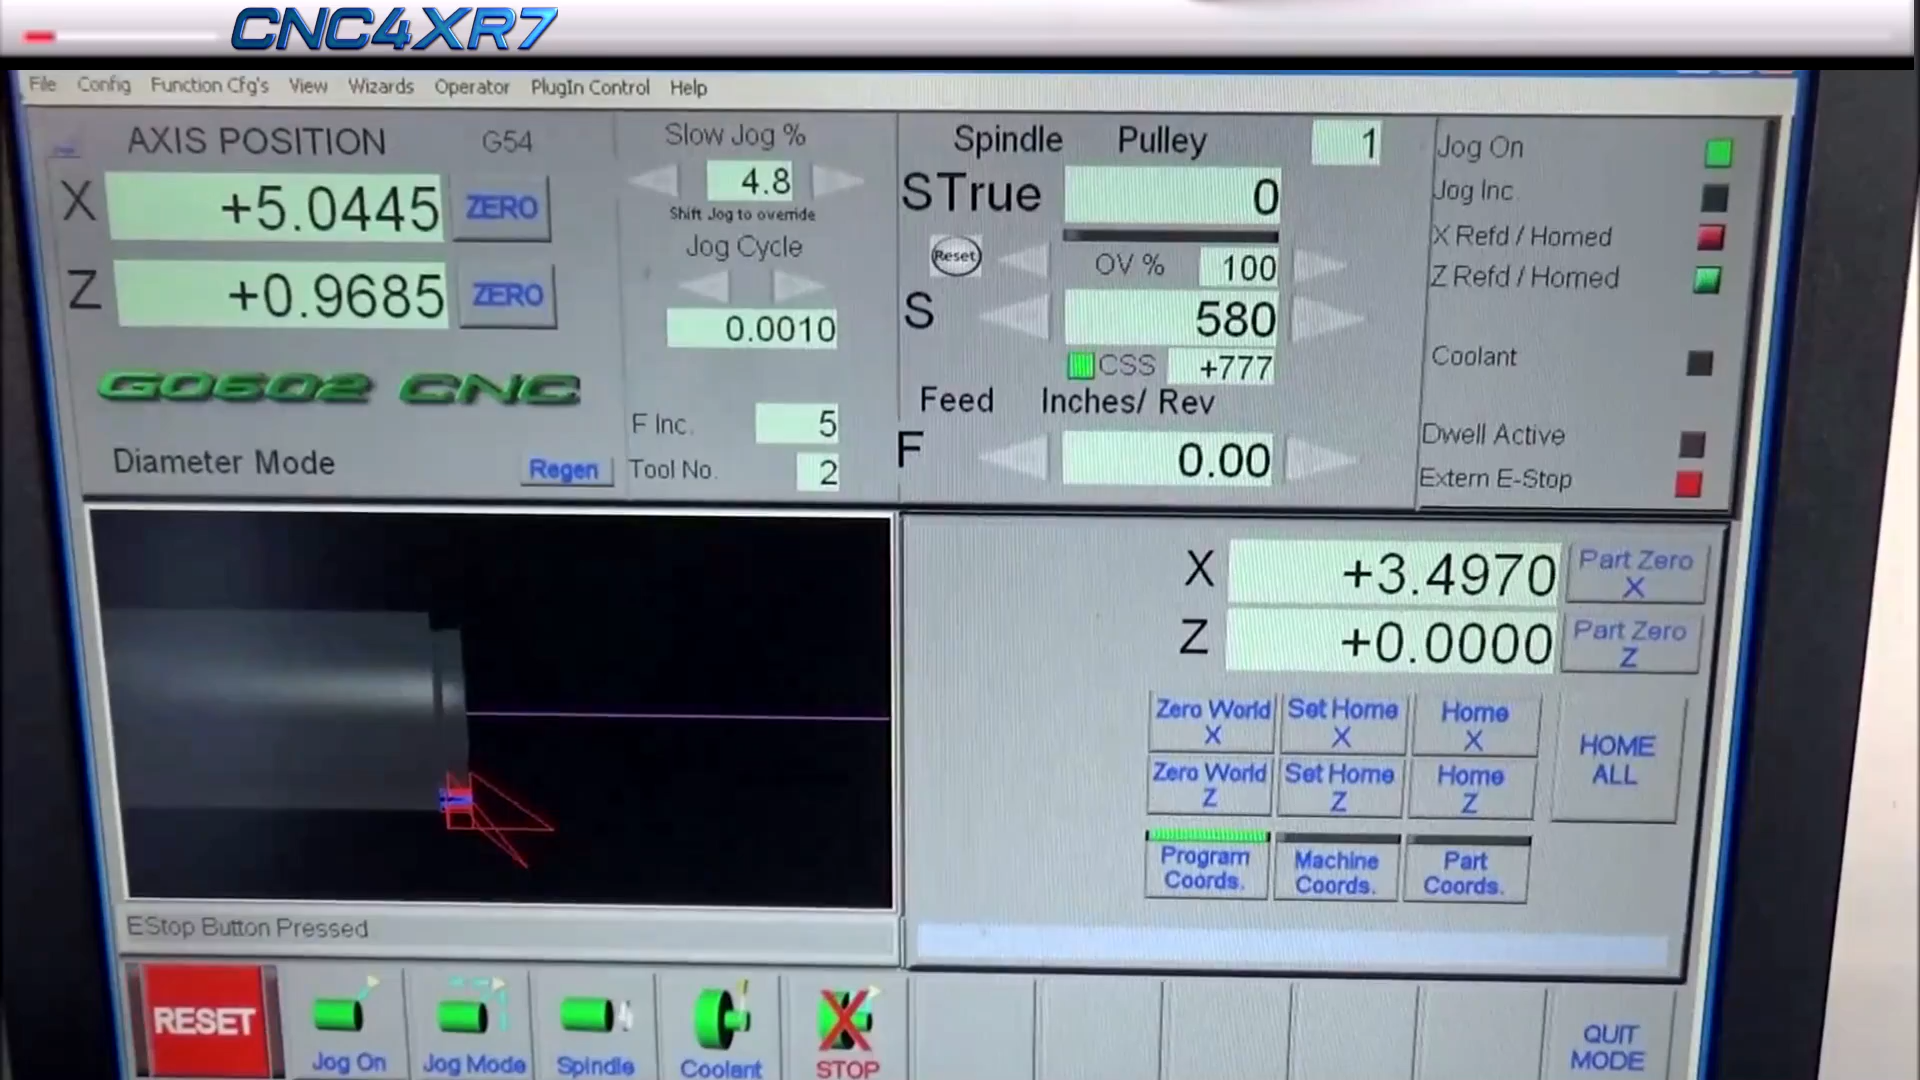 CNC4XR7
File Config Function Cfg's View Wizards Operator PlugIn Control Help
AXIS POSITION G54
X +5.0445 ZERO
Z +0.9685 ZERO
G0602 CNC
Diameter Mode Regen
Slow Jog %
4.8
Shift Jog to override
Jog Cycle
0.0010
F Inc. 5
Tool No. 2
Spindle Pulley 1
STrue 0
Reset OV % 100
S 580
CSS +777
Feed Inches/ Rev
F 0.00
Jog On
Jog Inc
X Refd / Homed
Z Refd / Homed
Coolant
Dwell Active
Extern E-Stop
X +3.4970 Part Zero X
Z +0.0000 Part Zero Z
Zero World X Set Home X Home X
Zero World Z Set Home Z Home Z
HOME ALL
Program Coords. Machine Coords. Part Coords.
EStop Button Pressed
RESET Jog On Jog Mode Spindle Coolant STOP QUIT MODE